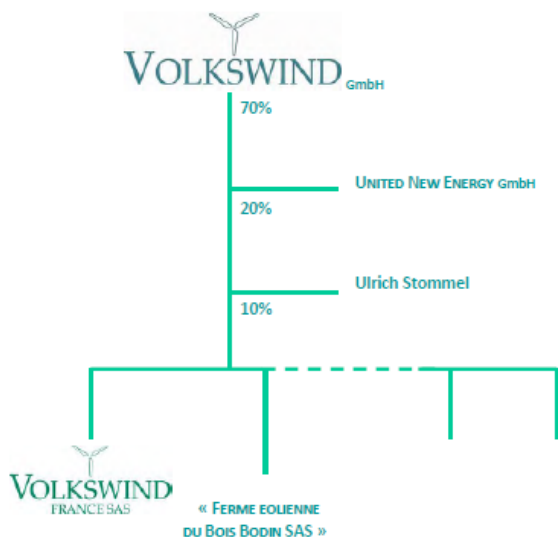 VOLKSWIND GmbH
70%
UNITED NEW ENERGY GmbH
20%
Ulrich Stommel
10%
VOLKSWIND
FRANCE SAS
« FERME EOLIENNE
DU BOIS BODIN SAS »